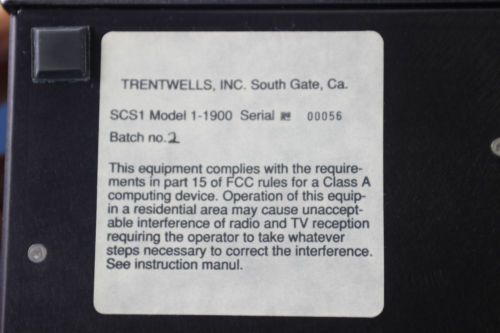 TRENTWELLS, INC. South Gate, Ca.
SCS1 Model 1-1900 Serial № 00056
Batch no. 2
This equipment complies with the require-
ments in part 15 of FCC rules for a Class A
computing device. Operation of this equip-
in a residential area may cause unaccept-
able interference of radio and TV reception
requiring the operator to take whatever
steps necessary to correct the interference.
See instruction manul.